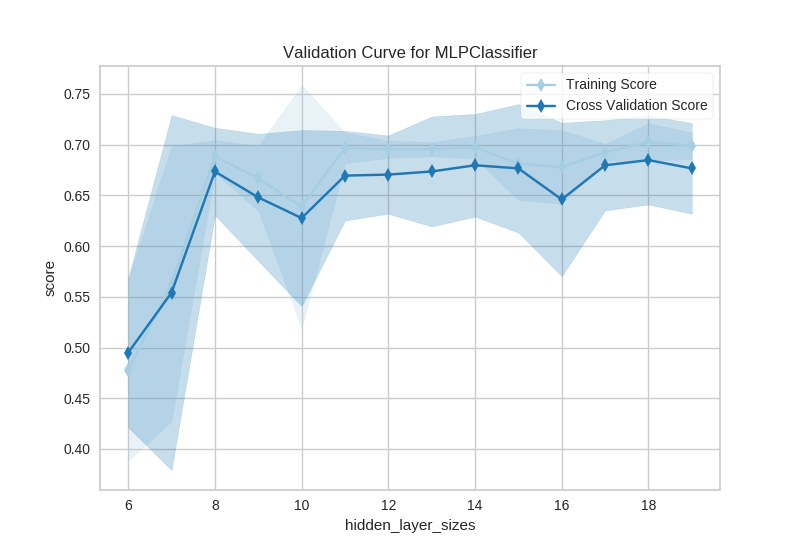 Validation Curve for MLPClassifier
Training Score
Cross Validation Score
0.75
0.70
0.65
0.60
0.55
0.50
0.45
0.40
score
6 8 10 12 14 16 18
hidden_layer_sizes